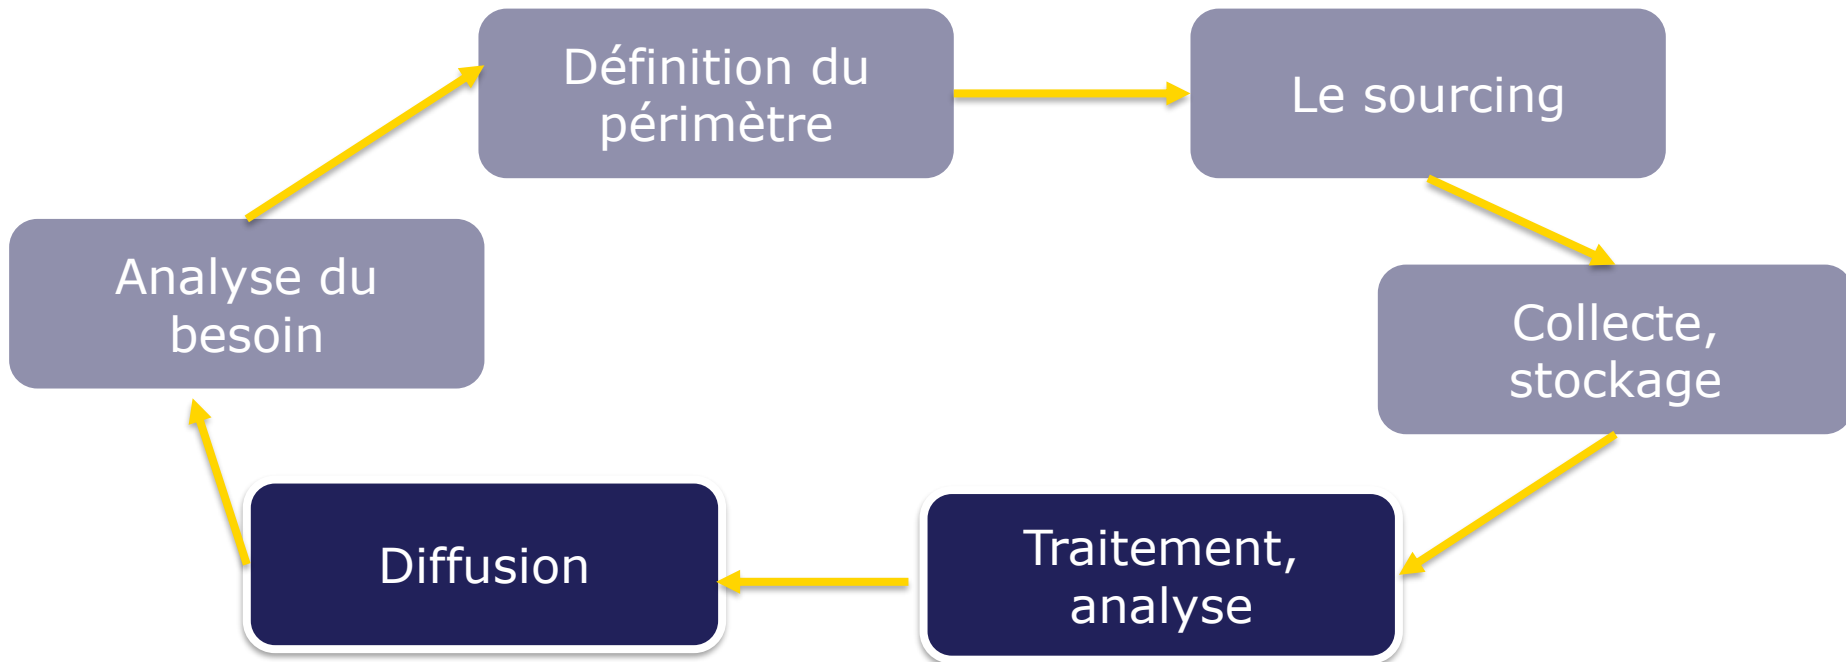 Définition du
périmètre
Le sourcing
Analyse du
besoin
Collecte,
stockage
Diffusion
Traitement,
analyse